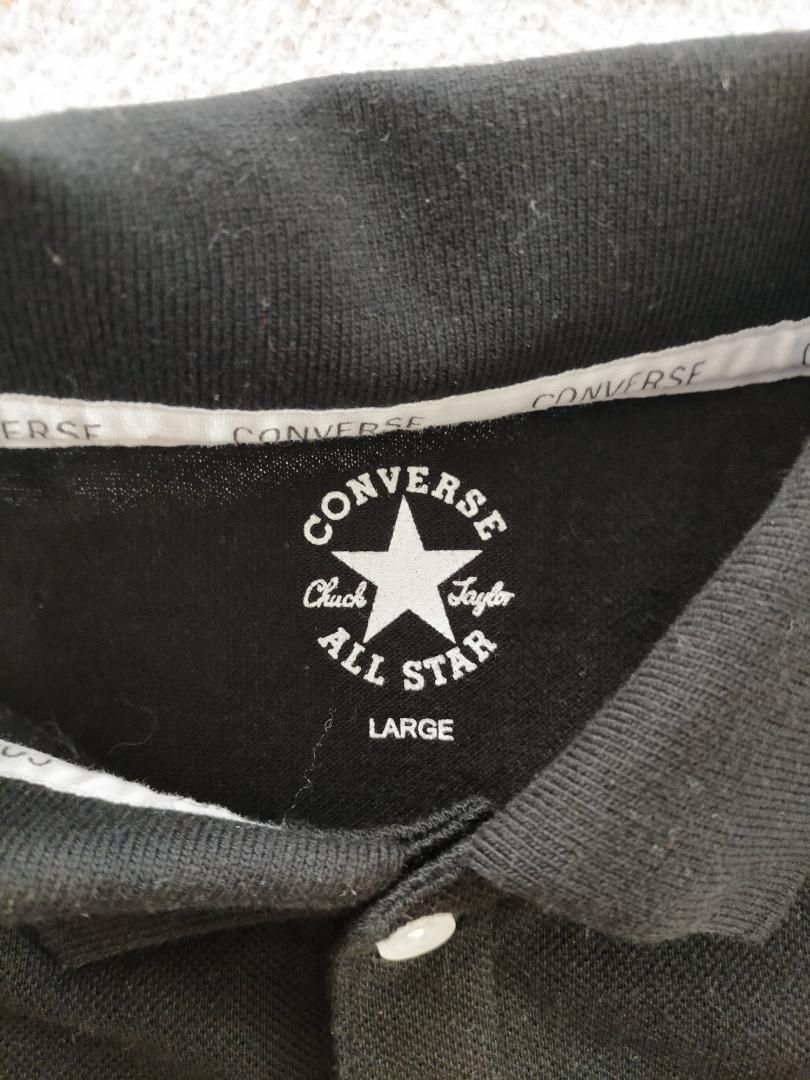 ERSE CONVERSE CONVERSE
CONVERSE
Chuck Taylor
ALL STAR
LARGE